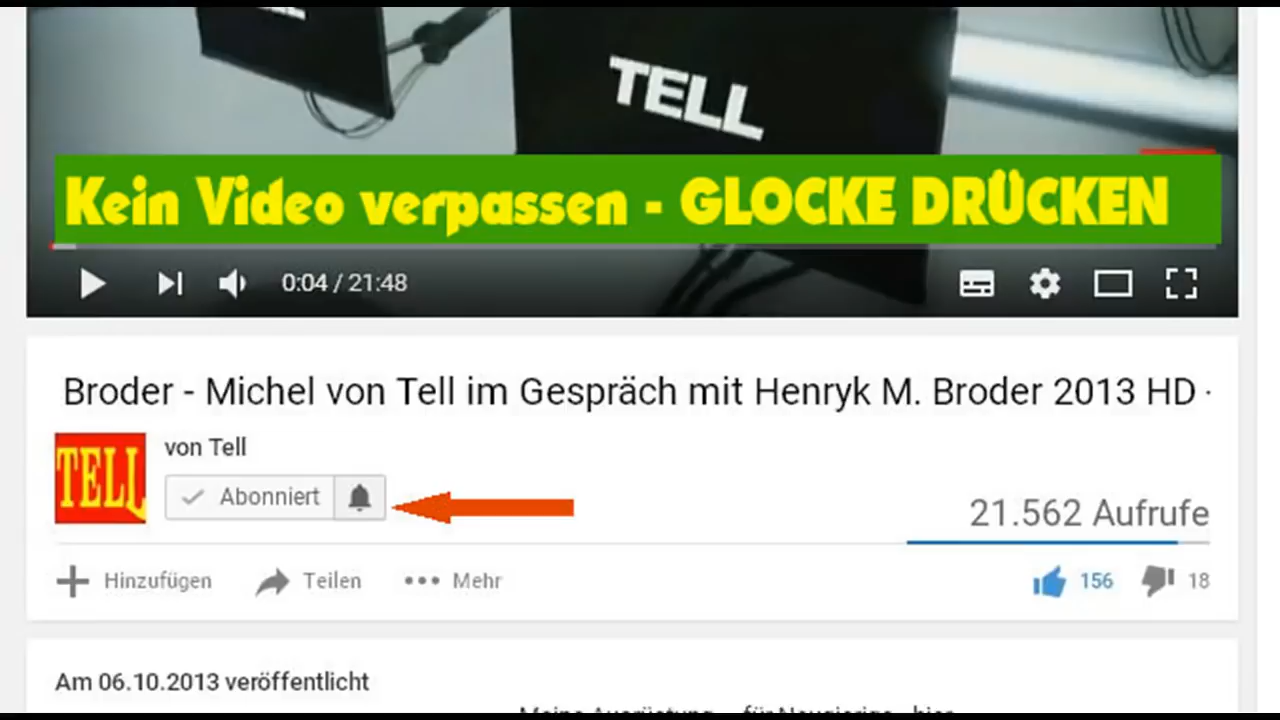 TELL
Kein Video verpassen - GLOCKE DRÜCKEN
0:04 / 21:48
Broder - Michel von Tell im Gespräch mit Henryk M. Broder 2013 HD -
TELL
von Tell
Abonniert
21.562 Aufrufe
Hinzufügen Teilen Mehr 156 18
Am 06.10.2013 veröffentlicht